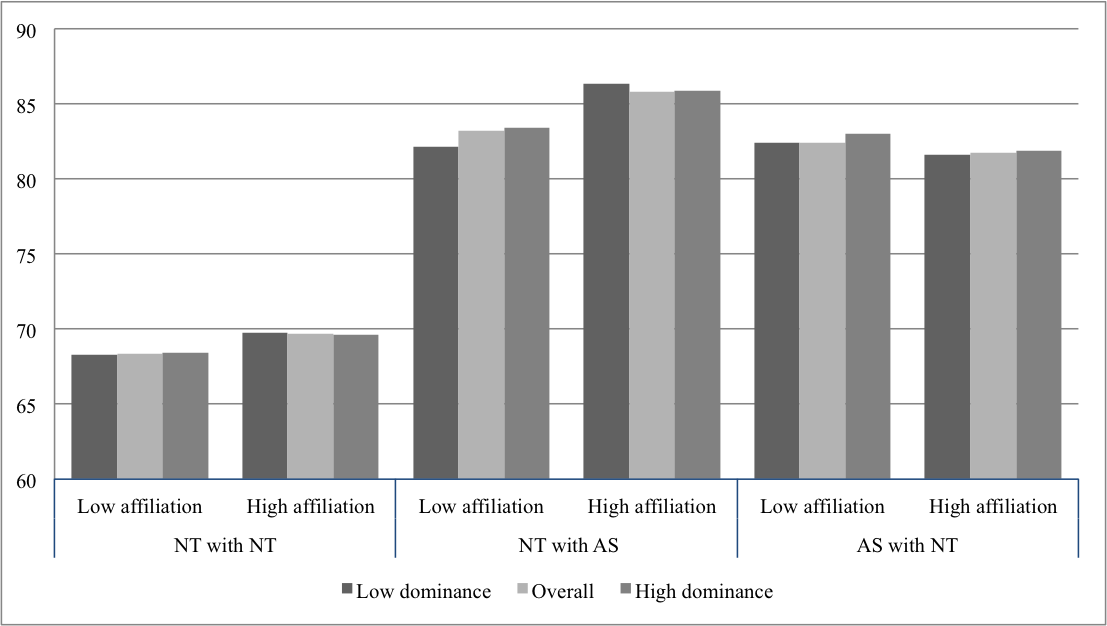 90
85
80
75
70
65
60
Low affiliation High affiliation Low affiliation High affiliation Low affiliation High affiliation
NT with NT NT with AS AS with NT
Low dominance Overall High dominance